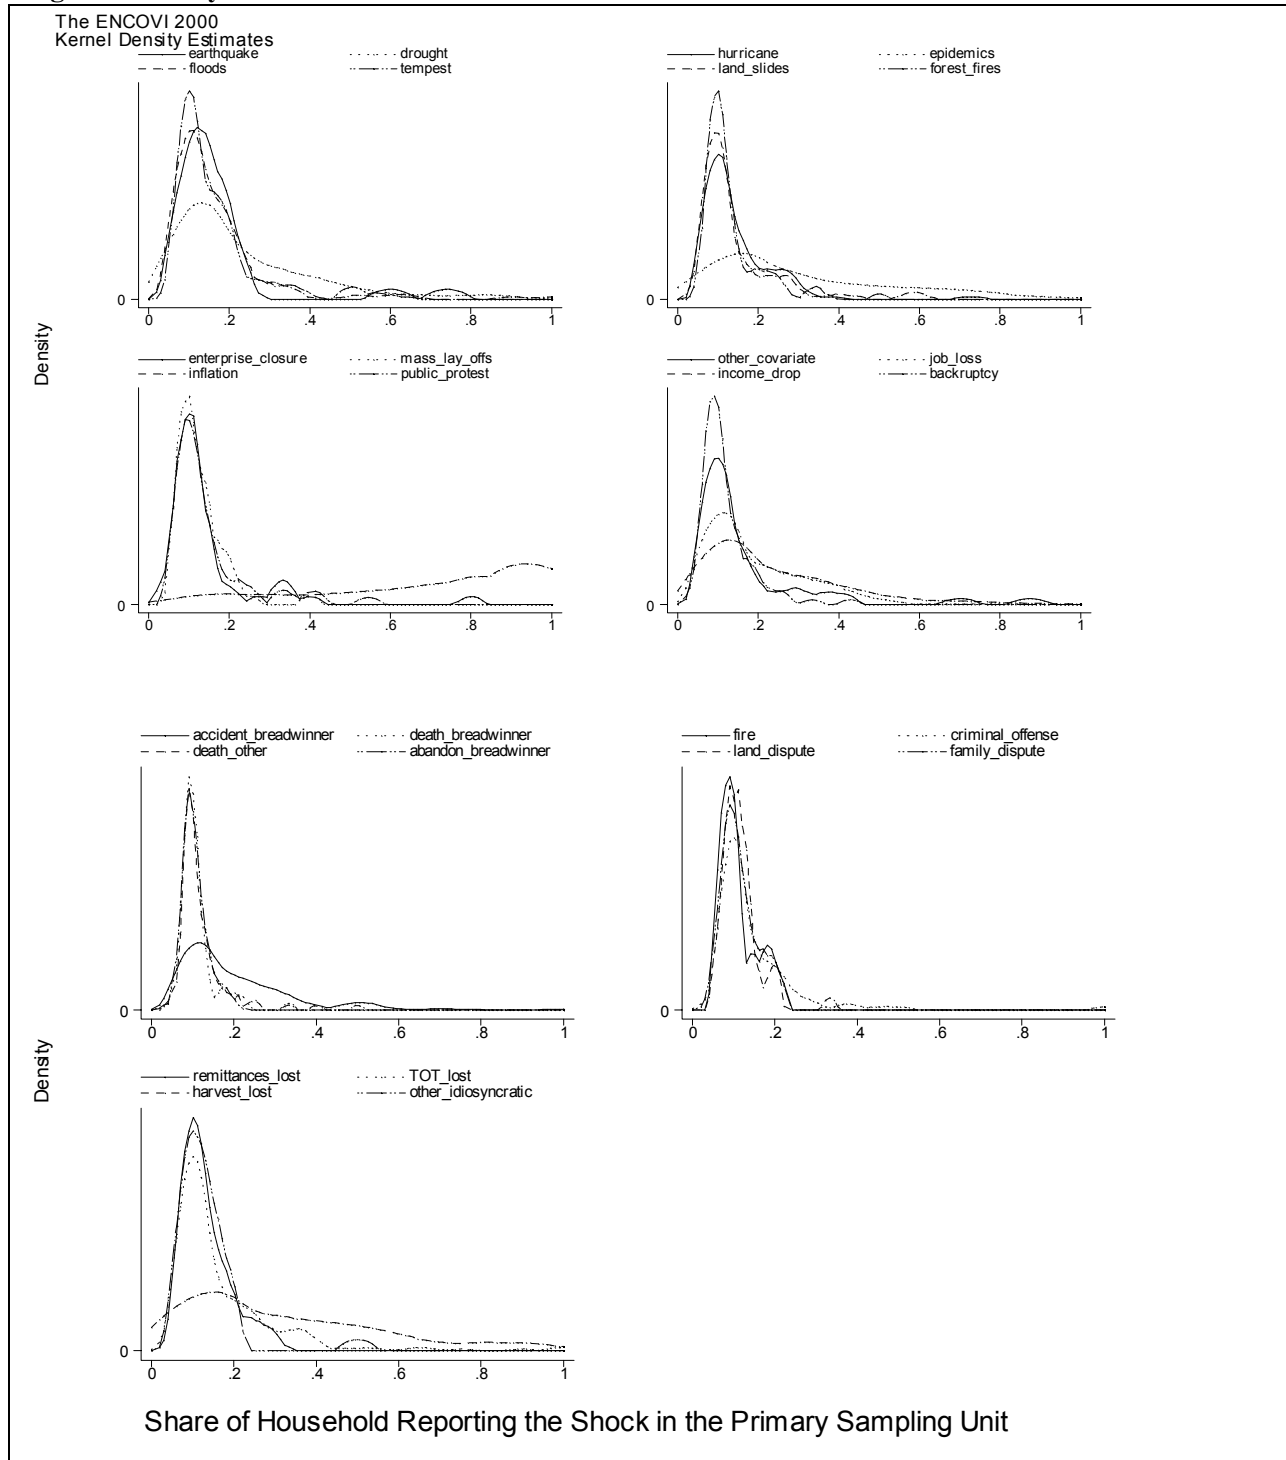 The ENCOVI 2000
Kernel Density Estimates
earthquake drought
floods tempest
hurricane epidemics
land_slides forest_fires
0
0 .2 .4 .6 .8 1
0
0 .2 .4 .6 .8 1
Density
enterprise_closure mass_lay_offs
inflation public_protest
other_covariate job_loss
income_drop backruptcy
0
0 .2 .4 .6 .8 1
0
0 .2 .4 .6 .8 1
accident_breadwinner death_breadwinner
death_other abandon_breadwinner
fire criminal_offense
land_dispute family_dispute
0
0 .2 .4 .6 .8 1
0
0 .2 .4 .6 .8 1
Density
remittances_lost TOT_lost
harvest_lost other_idiosyncratic
0
0 .2 .4 .6 .8 1
Share of Household Reporting the Shock in the Primary Sampling Unit